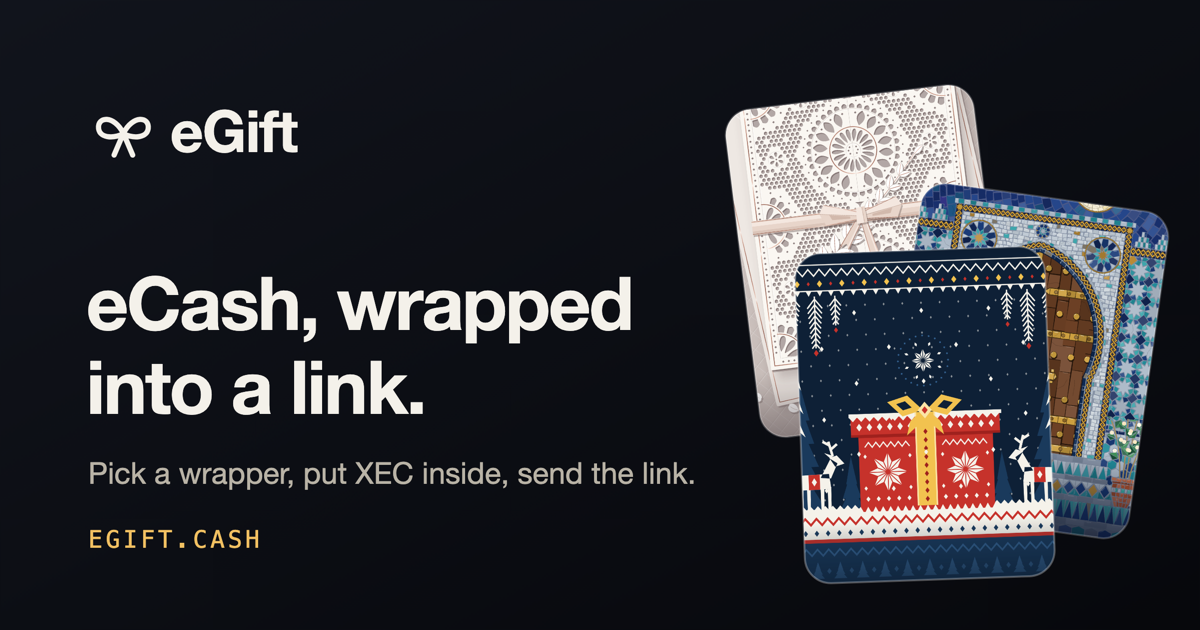 eGift
eCash, wrapped
into a link.
Pick a wrapper, put XEC inside, send the link.
EGIFT.CASH